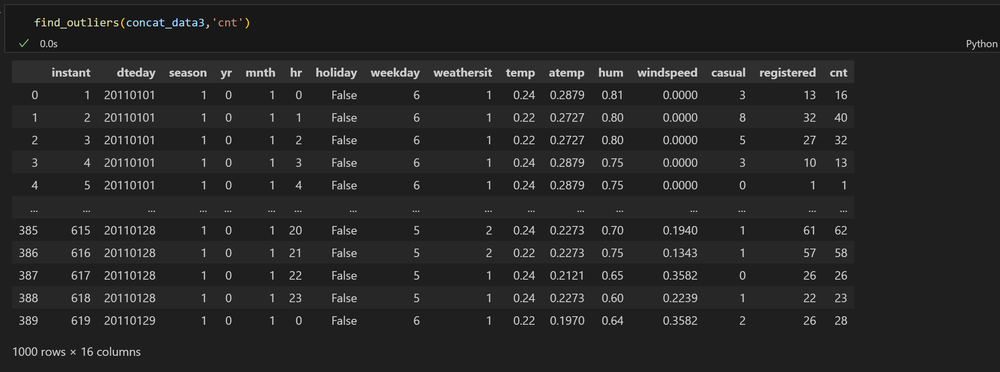 find_outliers(concat_data3,'cnt')
0.0s
Python
instant dteday season yr mnth hr holiday weekday weathersit temp atemp hum windspeed casual registered cnt
0 1 20110101 1 0 1 0 False 6 1 0.24 0.2879 0.81 0.0000 3 13 16
1 2 20110101 1 0 1 1 False 6 1 0.22 0.2727 0.80 0.0000 8 32 40
2 3 20110101 1 0 1 2 False 6 1 0.22 0.2727 0.80 0.0000 5 27 32
3 4 20110101 1 0 1 3 False 6 1 0.24 0.2879 0.75 0.0000 3 10 13
4 5 20110101 1 0 1 4 False 6 1 0.24 0.2879 0.75 0.0000 0 1 1
... ... ... ... ... ... ... ... ... ... ... ... ... ... ... ... ...
385 615 20110128 1 0 1 20 False 5 2 0.24 0.2273 0.70 0.1940 1 61 62
386 616 20110128 1 0 1 21 False 5 2 0.22 0.2273 0.75 0.1343 1 57 58
387 617 20110128 1 0 1 22 False 5 1 0.24 0.2121 0.65 0.3582 0 26 26
388 618 20110128 1 0 1 23 False 5 1 0.24 0.2273 0.60 0.2239 1 22 23
389 619 20110129 1 0 1 0 False 6 1 0.22 0.1970 0.64 0.3582 2 26 28
1000 rows × 16 columns